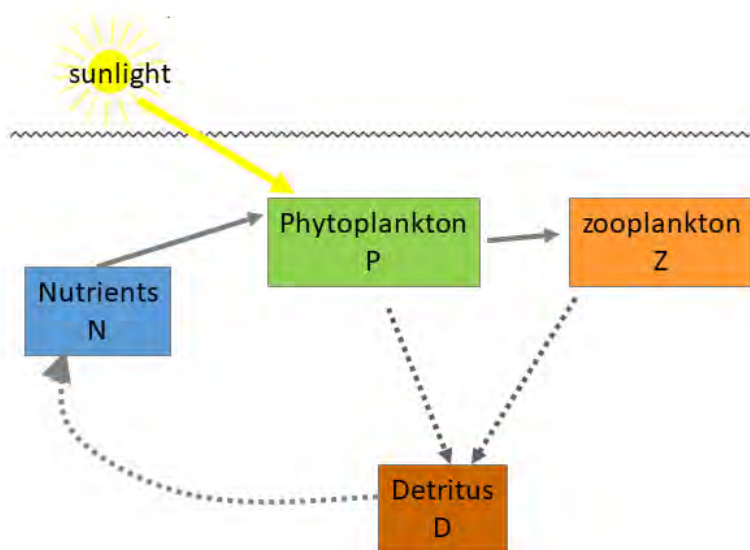 sunlight
Phytoplankton
P
zooplankton
Z
Nutrients
N
Detritus
D